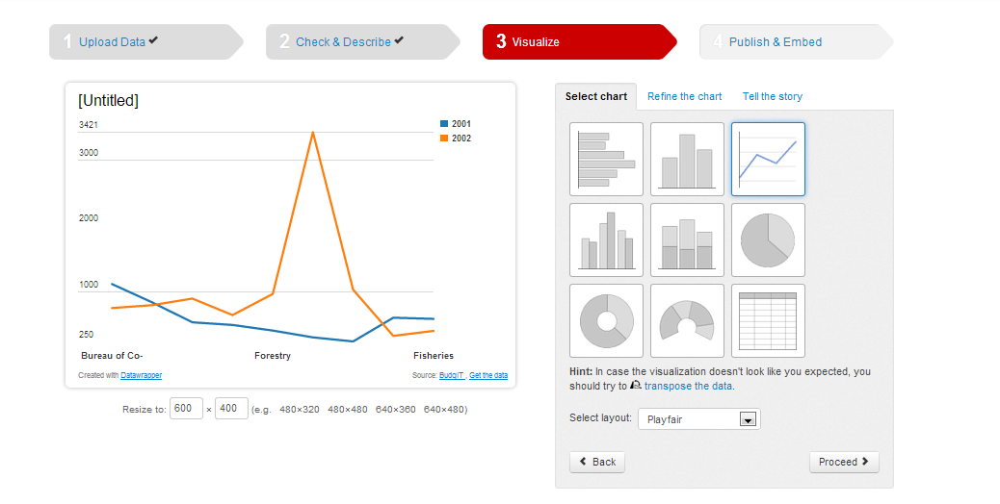 1 Upload Data
2 Check & Describe
3 Visualize
4 Publish & Embed
[Untitled]
3421
3000
2000
1000
250
2001
2002
Bureau of Co- Forestry Fisheries
Created with Datawrapper Source: BudgIT , Get the data
Resize to: 600 × 400 (e.g. 480×320 480×480 640×360 640×480)
Select chart Refine the chart Tell the story
Hint: In case the visualization doesn't look like you expected, you
should try to transpose the data.
Select layout: Playfair
Back Proceed